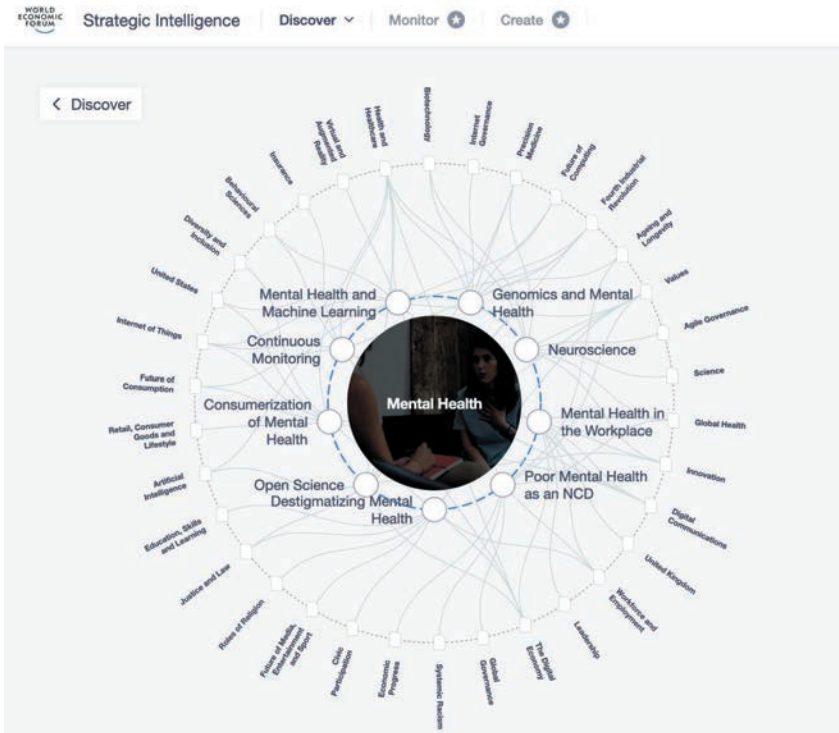 WORLD
ECONOMIC
FORUM
Strategic Intelligence
Discover
Monitor
Create
Discover
Biotechnology
Internet
Governance
Precision
Medicine
Future of
Computing
Fourth Industrial
Revolution
Ageing and
Longevity
Values
Agile Governance
Science
Global Health
Innovation
Digital
Communications
United Kingdom
Workforce and
Employment
Leadership
The Digital
Economy
Global
Governance
Systemic Racism
Economic
Progress
Civic
Participation
Future of Media,
Entertainment
and Sport
Roles of Religion
Justice and Law
Education, Skills
and Learning
Artificial
Intelligence
Retail, Consumer
Goods and
Lifestyle
Future of
Consumption
Internet of Things
United States
Diversity and
Inclusion
Behavioural
Sciences
Insurance
Virtual and
Augmented
Reality
Health and
Healthcare
Mental Health and
Machine Learning
Genomics and Mental
Health
Continuous
Monitoring
Neuroscience
Mental Health
Consumerization
of Mental
Health
Mental Health in
the Workplace
Open Science
Destigmatizing Mental
Health
Poor Mental Health
as an NCD